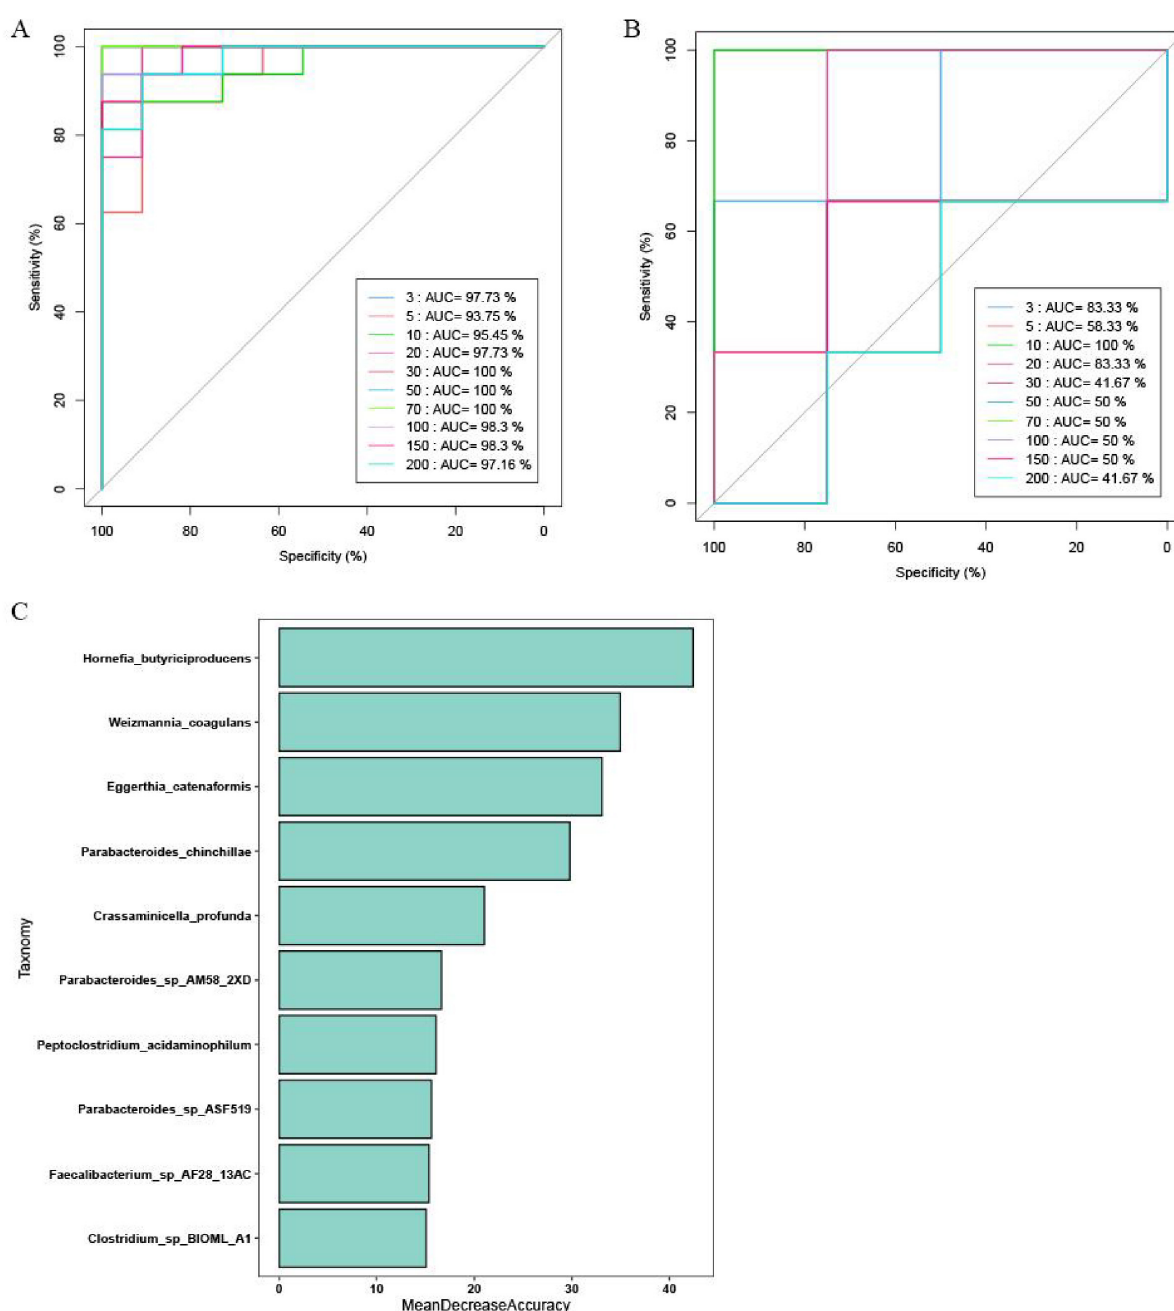 A
100
80
60
40
20
0
Sensitivity (%)
3 : AUC= 97.73 %
5 : AUC= 93.75 %
10 : AUC= 95.45 %
20 : AUC= 97.73 %
30 : AUC= 100 %
50 : AUC= 100 %
70 : AUC= 100 %
100 : AUC= 98.3 %
150 : AUC= 98.3 %
200 : AUC= 97.16 %
100 80 60 40 20 0
Specificity (%)
B
100
80
60
40
20
0
Sensitivity (%)
3 : AUC= 83.33 %
5 : AUC= 58.33 %
10 : AUC= 100 %
20 : AUC= 83.33 %
30 : AUC= 41.67 %
50 : AUC= 50 %
70 : AUC= 50 %
100 : AUC= 50 %
150 : AUC= 50 %
200 : AUC= 41.67 %
100 80 60 40 20 0
Specificity (%)
C
Taxnomy
Hornefia_butyriciproducens
Weizmannia_coagulans
Eggerthia_catenaformis
Parabacteroides_chinchillae
Crassaminicella_profunda
Parabacteroides_sp_AM58_2XD
Peptoclostridium_acidaminophilum
Parabacteroides_sp_ASF519
Faecalibacterium_sp_AF28_13AC
Clostridium_sp_BIOML_A1
0 10 20 30 40
MeanDecreaseAccuracy